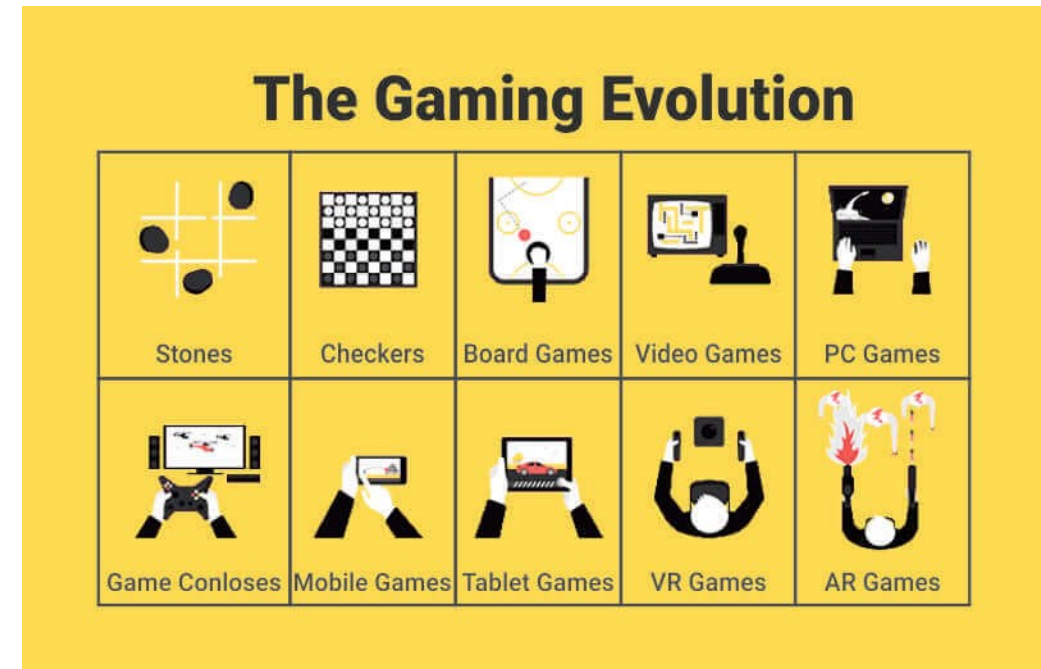 The Gaming Evolution
Stones
Checkers
Board Games
Video Games
PC Games
Game Conloses
Mobile Games
Tablet Games
VR Games
AR Games